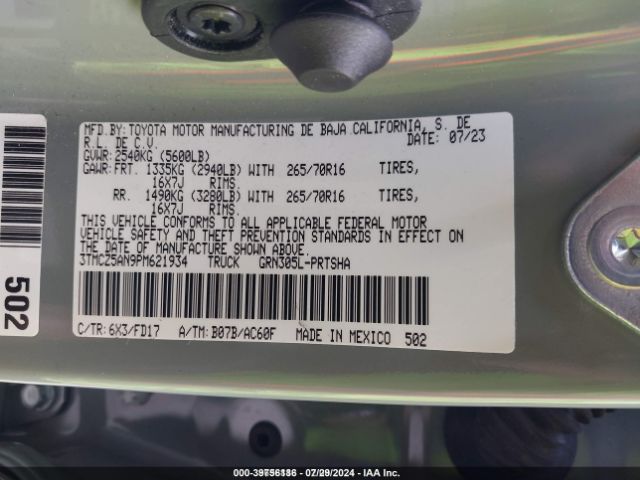 MFD.BY: TOYOTA MOTOR MANUFACTURING DE BAJA CALIFORNIA, S. DE
R.L. DE C.V. 07/23
DATE:
GVWR: 2540KG (5600LB)
GAWR: FRT. 1335KG (2940LB) WITH 265/70R16 TIRES,
16X7J RIMS.
RR. 1490KG (3280LB) WITH 265/70R16 TIRES,
16X7J RIMS.
THIS VEHICLE CONFORMS TO ALL APPLICABLE FEDERAL MOTOR
VEHICLE SAFETY AND THEFT PREVENTION STANDARDS IN EFFECT ON
THE DATE OF MANUFACTURE SHOWN ABOVE.
3TMCZ5AN9PM621934 TRUCK GRN305L-PRTSHA
C/TR: 6X3/FD17 A/TM: B07B/AC60F MADE IN MEXICO 502
502
07/29/2024 - IAA Inc.